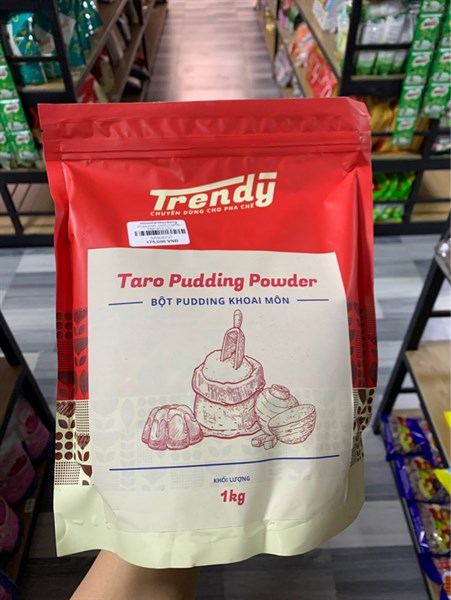 Trendy
CHUYÊN DÙNG CHO PHA CHẾ
175,000 VND
Taro Pudding Powder
BỘT PUDDING KHOAI MÔN
KHỐI LƯỢNG
1kg